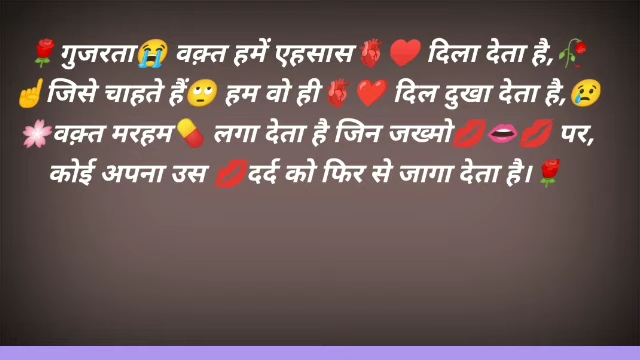 🌹गुजरता😭 वक़्त हमें एहसास🫀♥️ दिला देता है,🥀
☝️जिसे चाहते हैं🙄 हम वो ही🫀❤️ दिल दुखा देता है,😢
🌸वक़्त मरहम💊 लगा देता है जिन जख्मो💋👄💋 पर,
कोई अपना उस 💋दर्द को फिर से जागा देता है।🌹